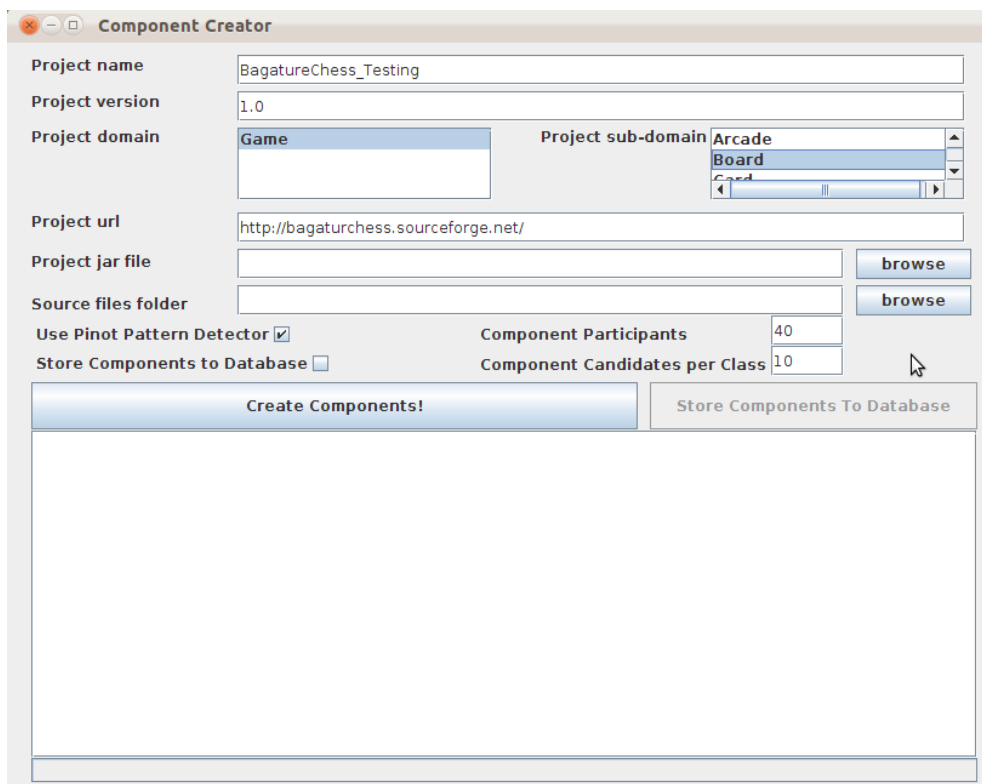 Component Creator
Project name
BagatureChess_Testing
Project version
1.0
Project domain
Game
Project sub-domain
Arcade
Board
Card
Project url
http://bagaturchess.sourceforge.net/
Project jar file
browse
Source files folder
browse
Use Pinot Pattern Detector
Component Participants
40
Store Components to Database
Component Candidates per Class
10
Create Components!
Store Components To Database